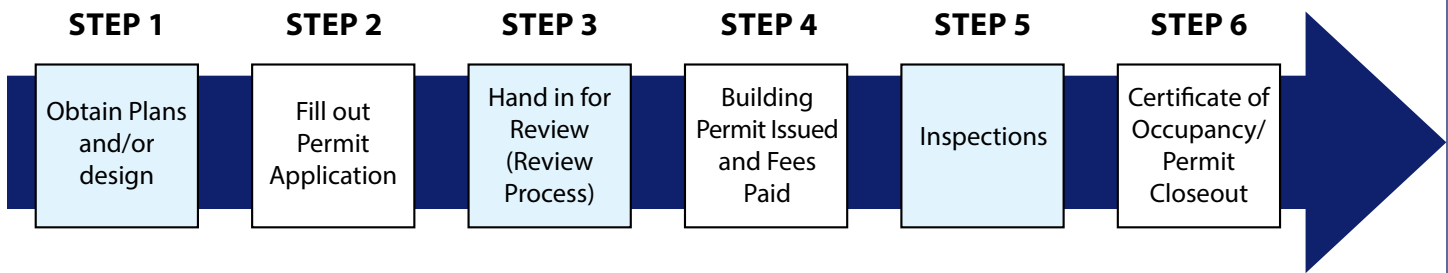 STEP 1
Obtain Plans
and/or
design
STEP 2
Fill out
Permit
Application
STEP 3
Hand in for
Review
(Review
Process)
STEP 4
Building
Permit Issued
and Fees
Paid
STEP 5
Inspections
STEP 6
Certificate of
Occupancy/
Permit
Closeout